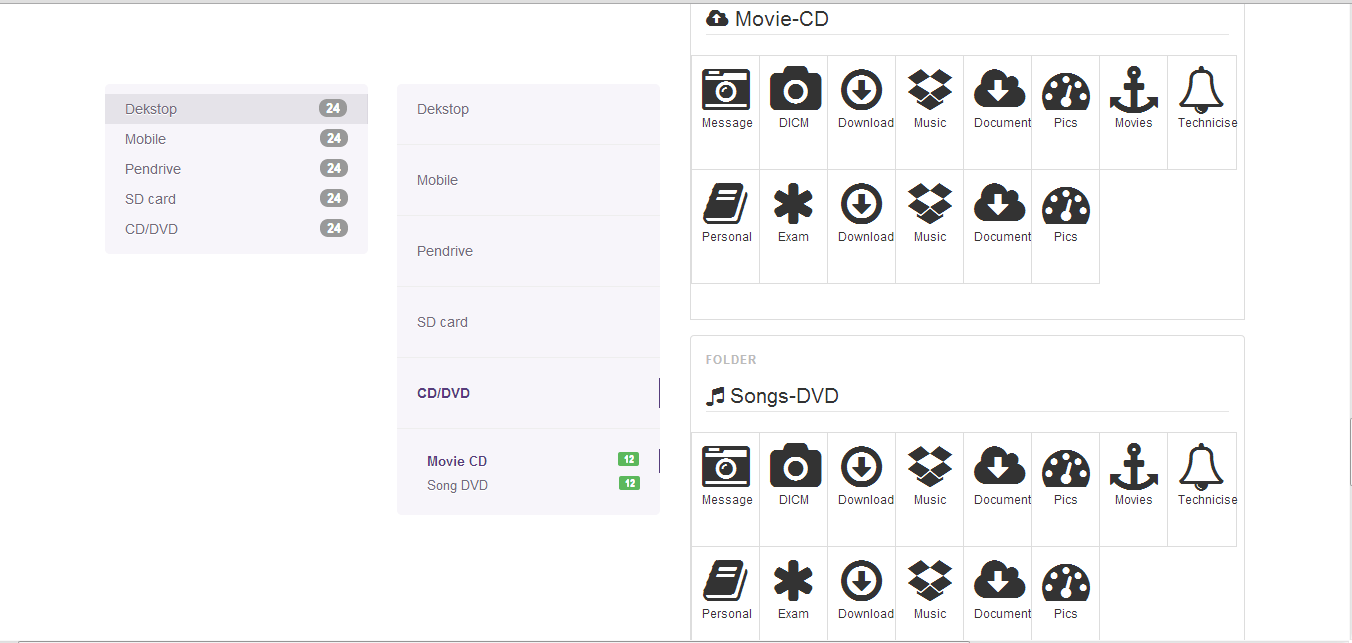 Dekstop 24
Mobile 24
Pendrive 24
SD card 24
CD/DVD 24
Dekstop
Mobile
Pendrive
SD card
CD/DVD
Movie CD 12
Song DVD 12
Movie-CD
Message DICM Download Music Document Pics Movies Technicise
Personal Exam Download Music Document Pics
FOLDER
Songs-DVD
Message DICM Download Music Document Pics Movies Technicise
Personal Exam Download Music Document Pics